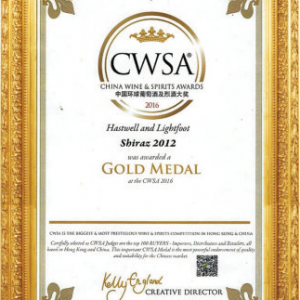 CWSA®
CHINA WINE & SPIRITS AWARDS
中国环球葡萄酒及烈酒大奖
2016
Hastwell and Lightfoot
Shiraz 2012
was awarded a
GOLD MEDAL
at the CWSA 2016
CWSA IS THE BIGGEST & MOST PRESTIGIOUS WINE & SPIRITS COMPETITION IN HONG KONG & CHINA
Carefully selected as CWSA Judges are the top 100 BUYERS - Importers, Distributors and Retailers, all
based in Hong Kong and China. This important CWSA Medal is the most powerful endorsement of quality
and suitability for the Chinese market.
Kelly England
CREATIVE DIRECTOR